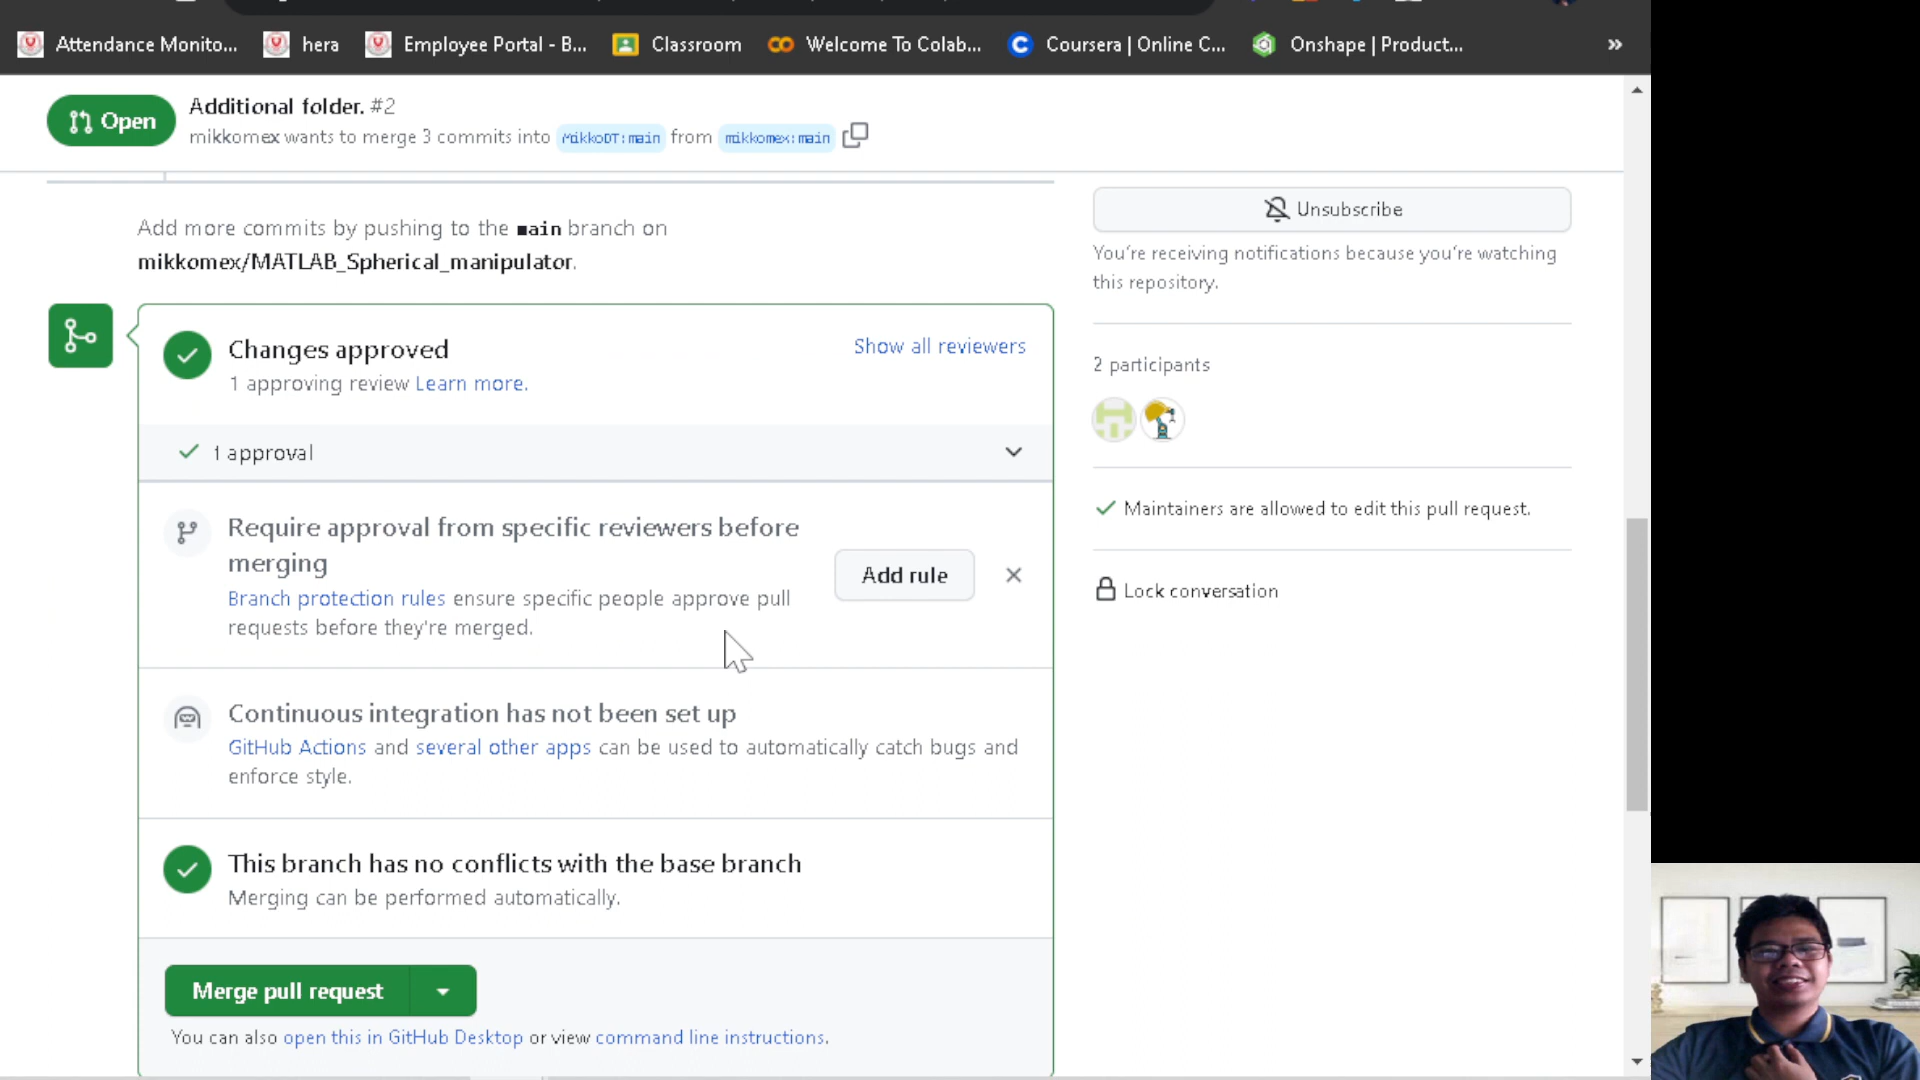 Attendance Monito... hera Employee Portal - B... Classroom Welcome To Colab... Coursera | Online C... Onshape | Product... »
Open
Additional folder. #2
mikkomex wants to merge 3 commits into MikkoDT:main from mikkomex:main
Add more commits by pushing to the main branch on
mikkomex/MATLAB_Spherical_manipulator.
Changes approved
Show all reviewers
1 approving review Learn more.
1 approval
Require approval from specific reviewers before
merging
Add rule
Branch protection rules ensure specific people approve pull
requests before they're merged.
Continuous integration has not been set up
GitHub Actions and several other apps can be used to automatically catch bugs and
enforce style.
This branch has no conflicts with the base branch
Merging can be performed automatically.
Merge pull request
You can also open this in GitHub Desktop or view command line instructions.
Unsubscribe
You're receiving notifications because you're watching
this repository.
2 participants
Maintainers are allowed to edit this pull request.
Lock conversation